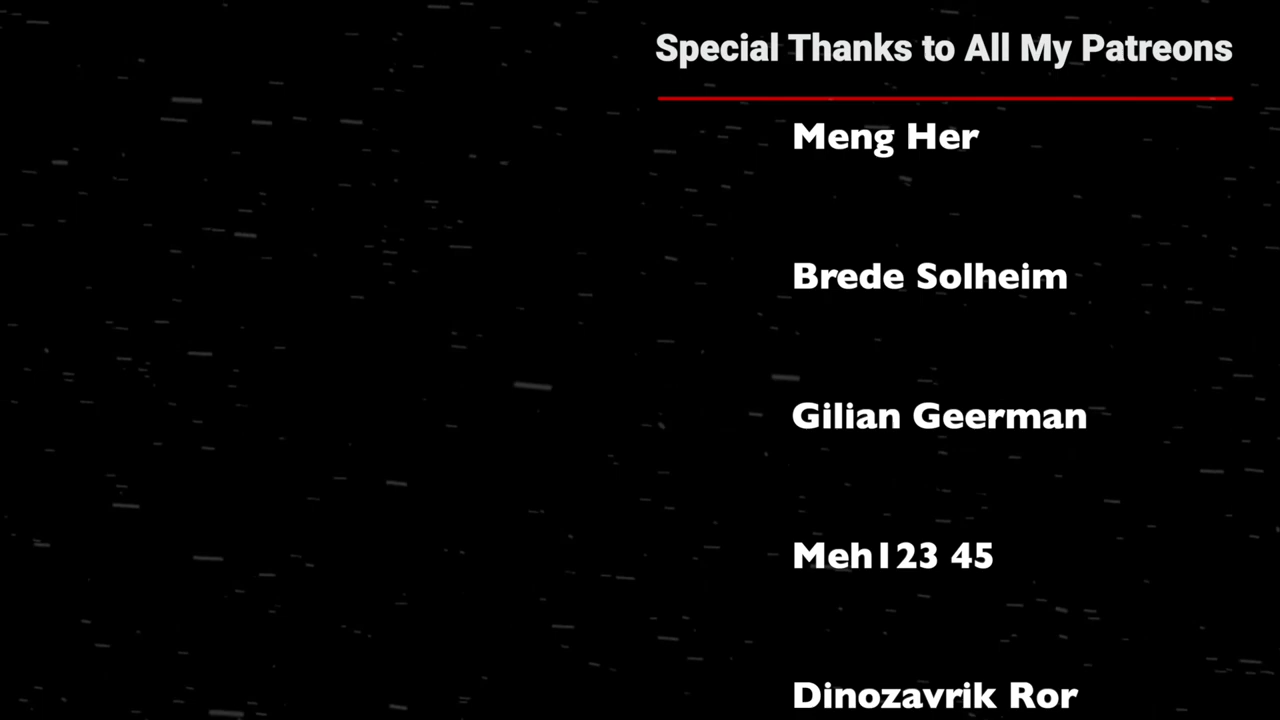 Special Thanks to All My Patreons
Meng Her
Brede Solheim
Gilian Geerman
Meh123 45
Dinozavrik Ror